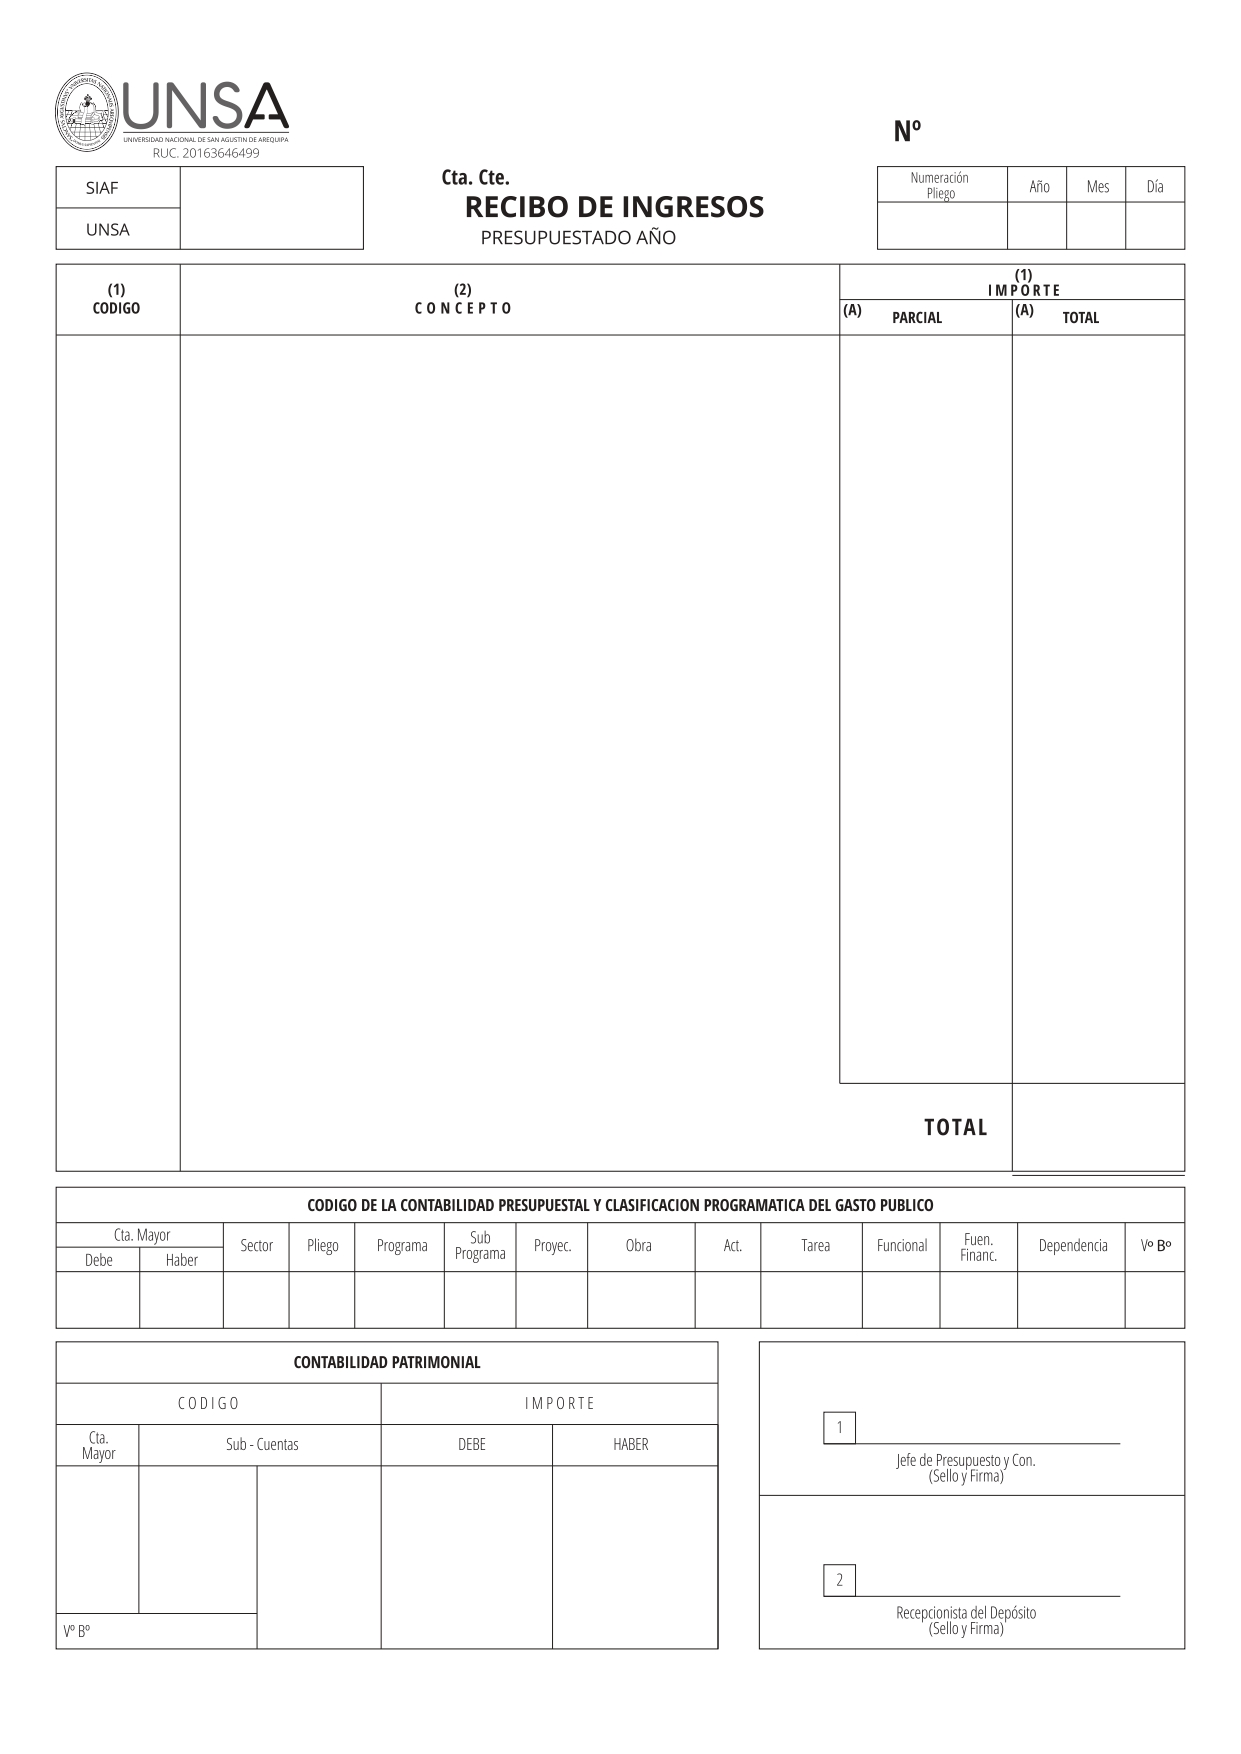 UNSA
UNIVERSIDAD NACIONAL DE SAN AGUSTIN DE AREQUIPA
RUC. 20163646499
Nº
SIAF
UNSA
Cta. Cte.
RECIBO DE INGRESOS
PRESUPUESTADO AÑO
Numeración
Pliego
Año
Mes
Día
(1)
CODIGO
(2)
CONCEPTO
(1)
IMPORTE
(A)
PARCIAL
(A)
TOTAL
TOTAL
CODIGO DE LA CONTABILIDAD PRESUPUESTAL Y CLASIFICACION PROGRAMATICA DEL GASTO PUBLICO
Cta. Mayor
Debe
Haber
Sector
Pliego
Programa
Sub
Programa
Proyec.
Obra
Act.
Tarea
Funcional
Fuen.
Financ.
Dependencia
Vº Bº
CONTABILIDAD PATRIMONIAL
CODIGO
IMPORTE
Cta.
Mayor
Sub - Cuentas
DEBE
HABER
Vº Bº
1
Jefe de Presupuesto y Con.
(Sello y Firma)
2
Recepcionista del Depósito
(Sello y Firma)